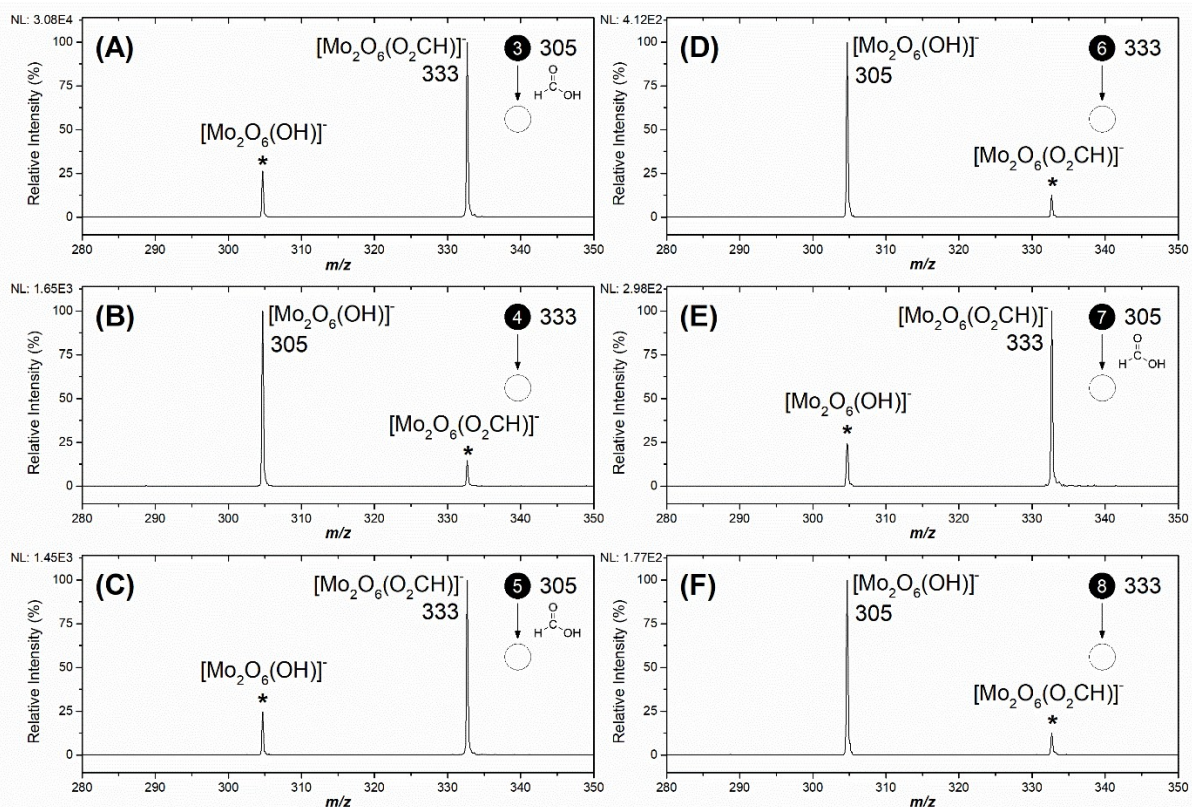 NL: 3.08E4
(A)
[Mo2O6(O2CH)]-
333
3 305
O
H C OH
[Mo2O6(OH)]-
*
Relative Intensity (%)
100
75
50
25
0
280 290 300 310 320 330 340 350
m/z
NL: 1.65E3
(B)
[Mo2O6(OH)]-
305
4 333
[Mo2O6(O2CH)]-
*
Relative Intensity (%)
100
75
50
25
0
280 290 300 310 320 330 340 350
m/z
NL: 1.45E3
(C)
[Mo2O6(O2CH)]-
333
5 305
O
H C OH
[Mo2O6(OH)]-
*
Relative Intensity (%)
100
75
50
25
0
280 290 300 310 320 330 340 350
m/z
NL: 4.12E2
(D)
[Mo2O6(OH)]-
305
6 333
[Mo2O6(O2CH)]-
*
Relative Intensity (%)
100
75
50
25
0
280 290 300 310 320 330 340 350
m/z
NL: 2.98E2
(E)
[Mo2O6(O2CH)]-
333
7 305
O
H C OH
[Mo2O6(OH)]-
*
Relative Intensity (%)
100
75
50
25
0
280 290 300 310 320 330 340 350
m/z
NL: 1.77E2
(F)
[Mo2O6(OH)]-
305
8 333
[Mo2O6(O2CH)]-
*
Relative Intensity (%)
100
75
50
25
0
280 290 300 310 320 330 340 350
m/z